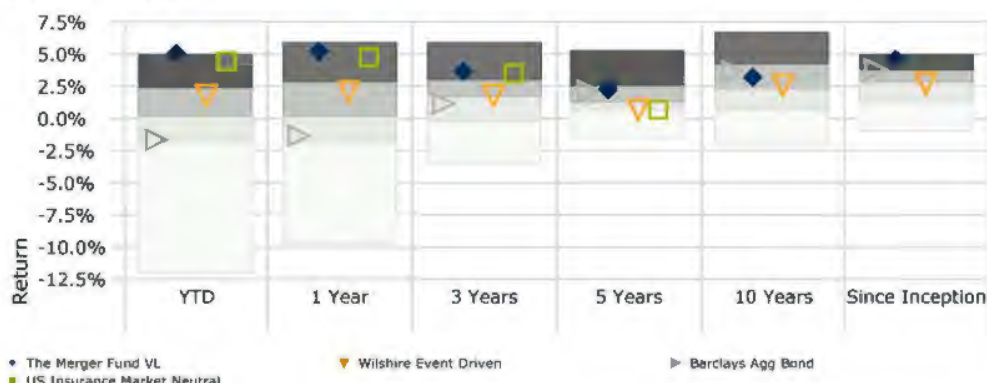 7.5%
5.0%
2.5%
0.0%
-2.5%
-5.0%
-7.5%
-10.0%
-12.5%
Return
YTD 1 Year 3 Years 5 Years 10 Years Since Inception
The Merger Fund VL Wilshire Event Driven Barclays Agg Bond
US Insurance Market Neutral